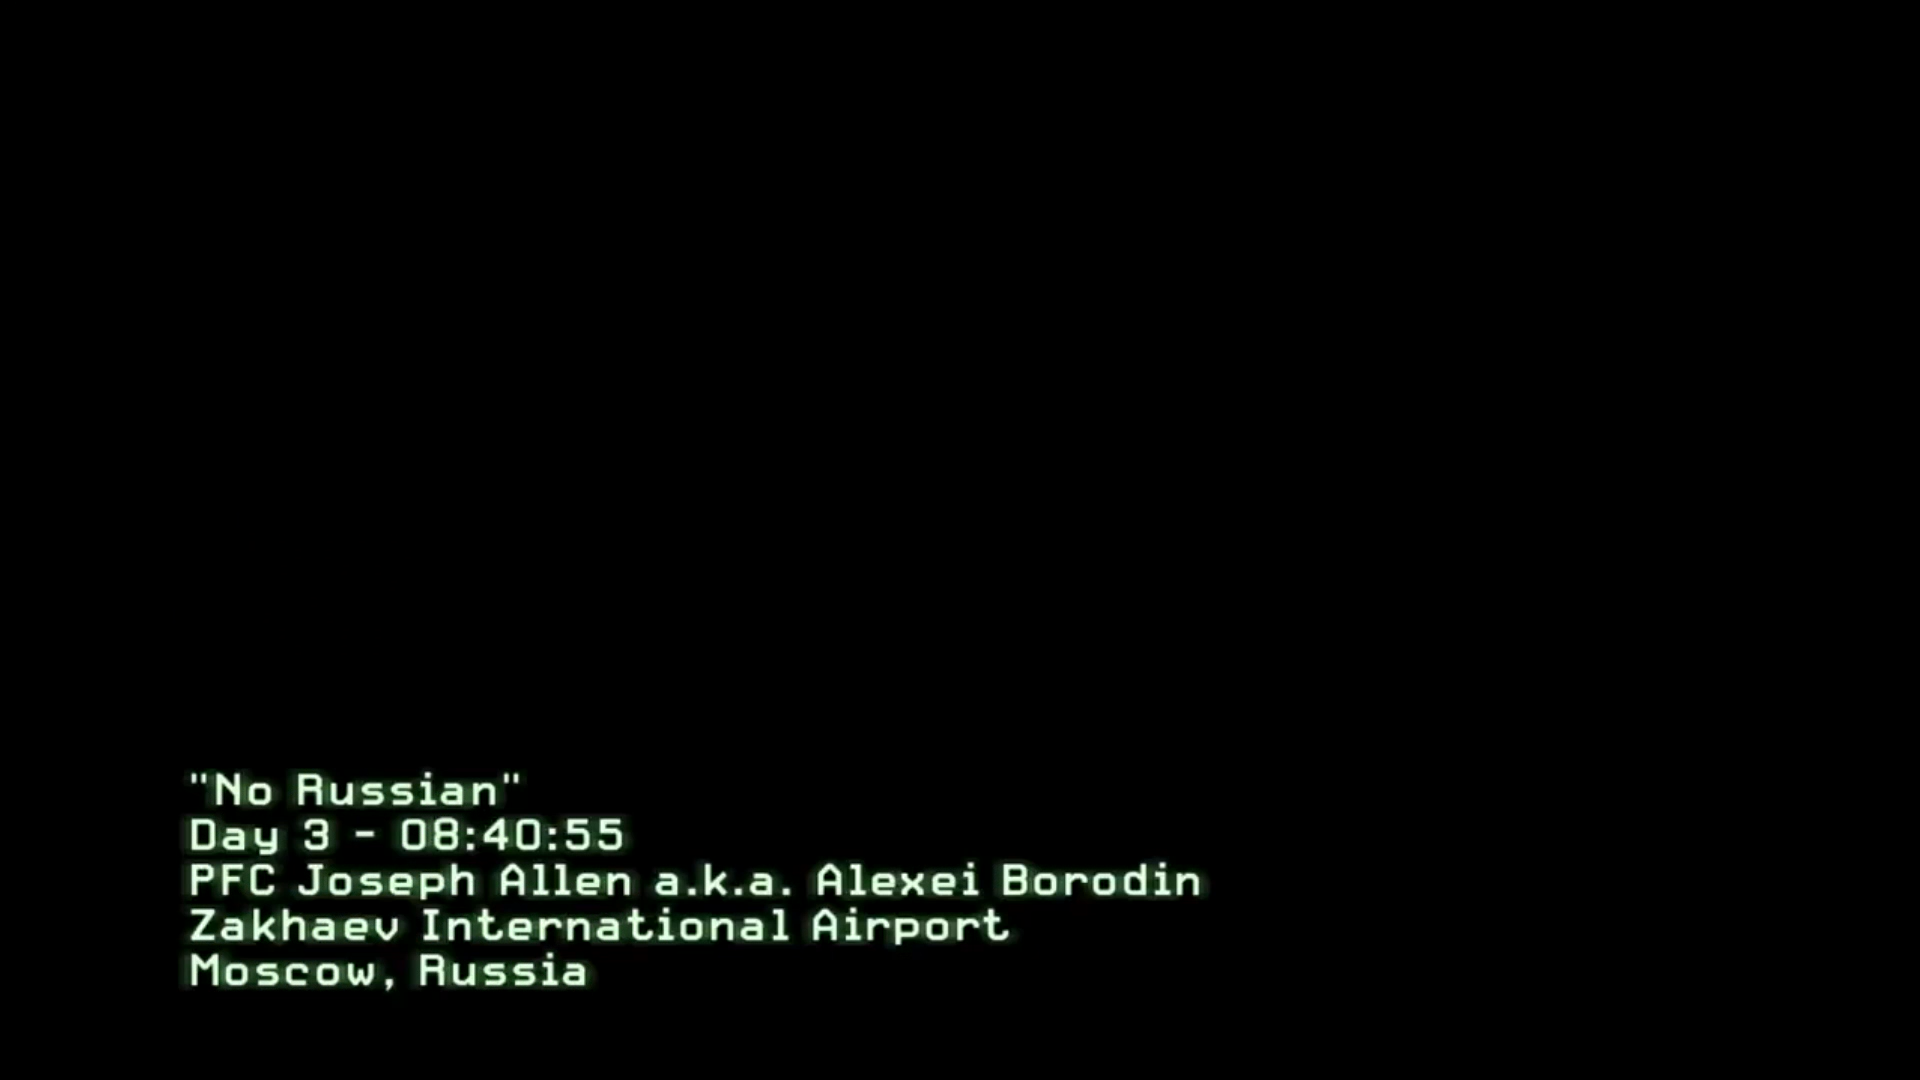 "No Russian"
Day 3 - 08:40:55
PFC Joseph Allen a.k.a. Alexei Borodin
Zakhaev International Airport
Moscow, Russia